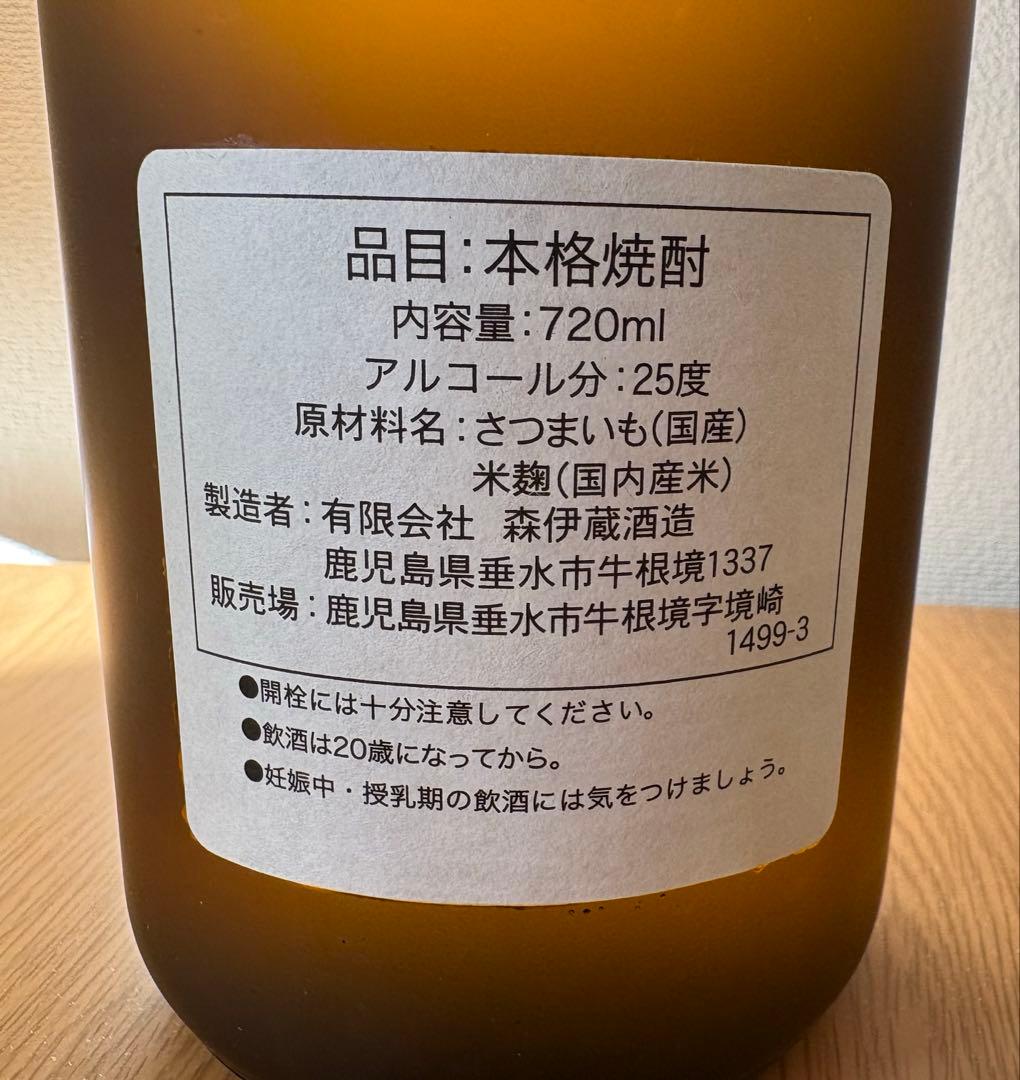 品目:本格焼酎
内容量:720ml
アルコール分:25度
原材料名:さつまいも(国産)
米麹(国内産米)
製造者:有限会社 森伊蔵酒造
鹿児島県垂水市牛根境1337
販売場:鹿児島県垂水市牛根境字境崎
1499-3
●開栓には十分注意してください。
●飲酒は20歳になってから。
●妊娠中・授乳期の飲酒には気をつけましょう。